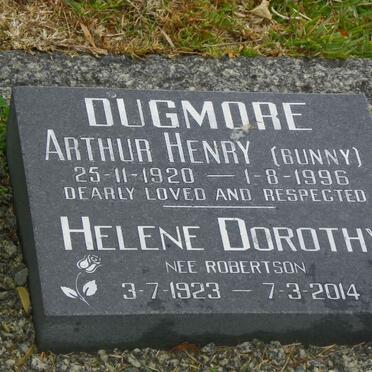 DUGMORE
ARTHUR HENRY (BUNNY)
25-11-1920 — 1-8-1996
DEARLY LOVED AND RESPECTED
HELENE DOROTHY
NEE ROBERTSON
3-7-1923 — 7-3-2014